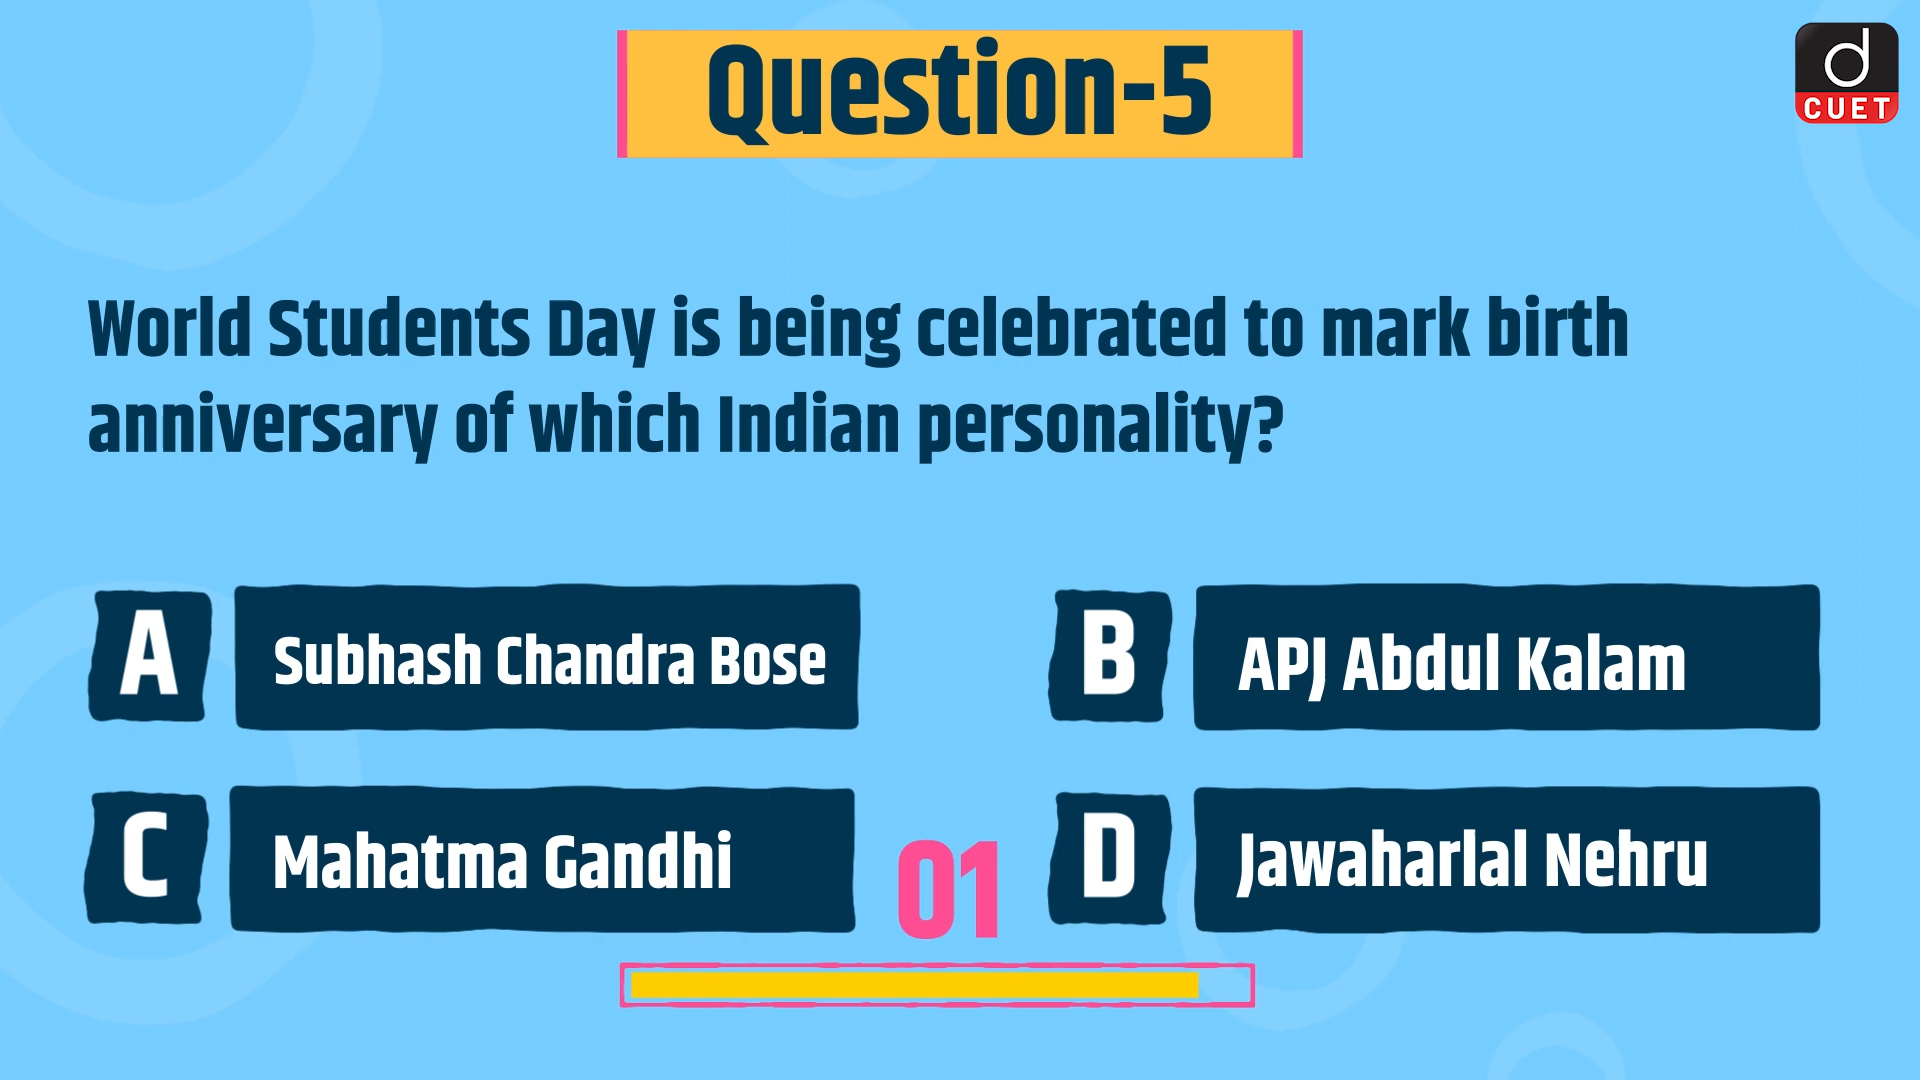 Question-5
d
CUET
World Students Day is being celebrated to mark birth
anniversary of which Indian personality?
A Subhash Chandra Bose
B APJ Abdul Kalam
C Mahatma Gandhi
01
D Jawaharlal Nehru